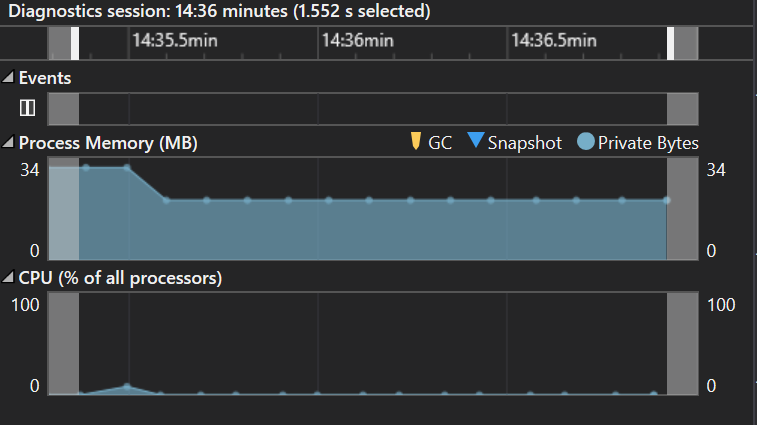 Diagnostics session: 14:36 minutes (1.552 s selected)
14:35.5min 14:36min 14:36.5min
Events
Process Memory (MB) GC Snapshot Private Bytes
34 34
0 0
CPU (% of all processors)
100 100
0 0